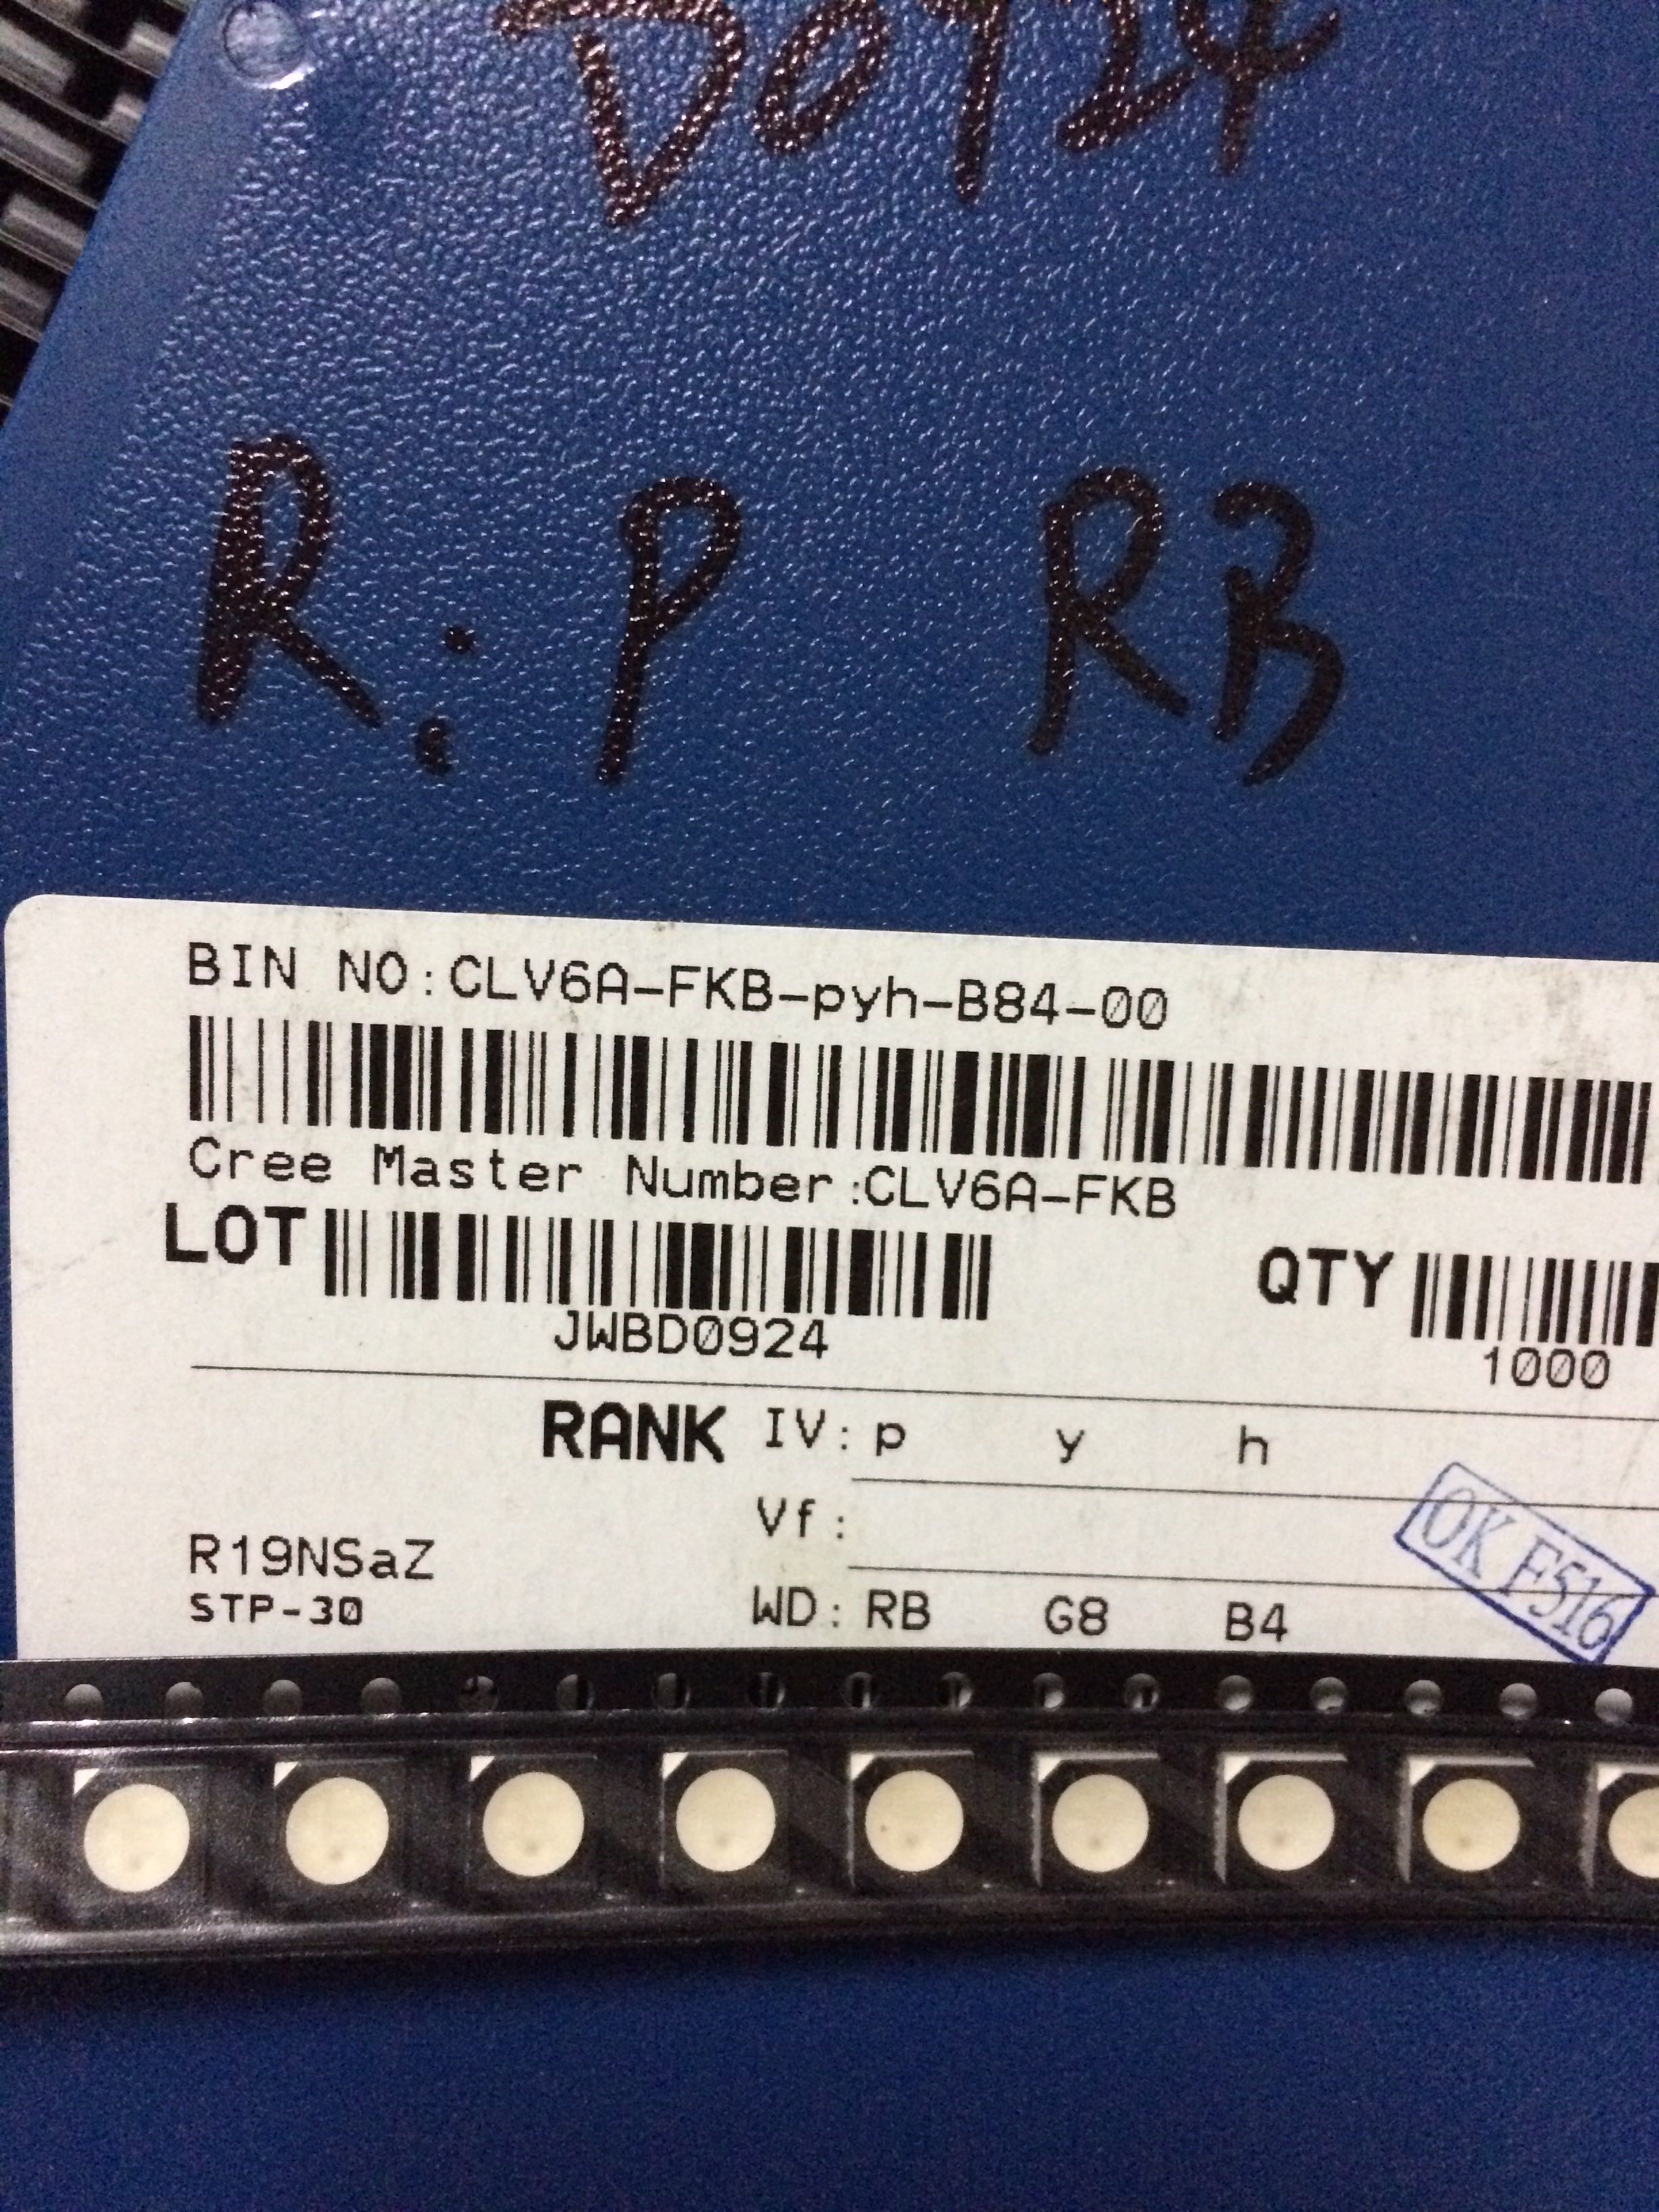 D0924
R: P RB
BIN NO:CLV6A-FKB-pyh-B84-00
Cree Master Number:CLV6A-FKB
LOT
JWBD0924
QTY
1000
RANK IV: p y h
Vf:
R19NSaZ
STP-30
WD: RB G8 B4
OK F516